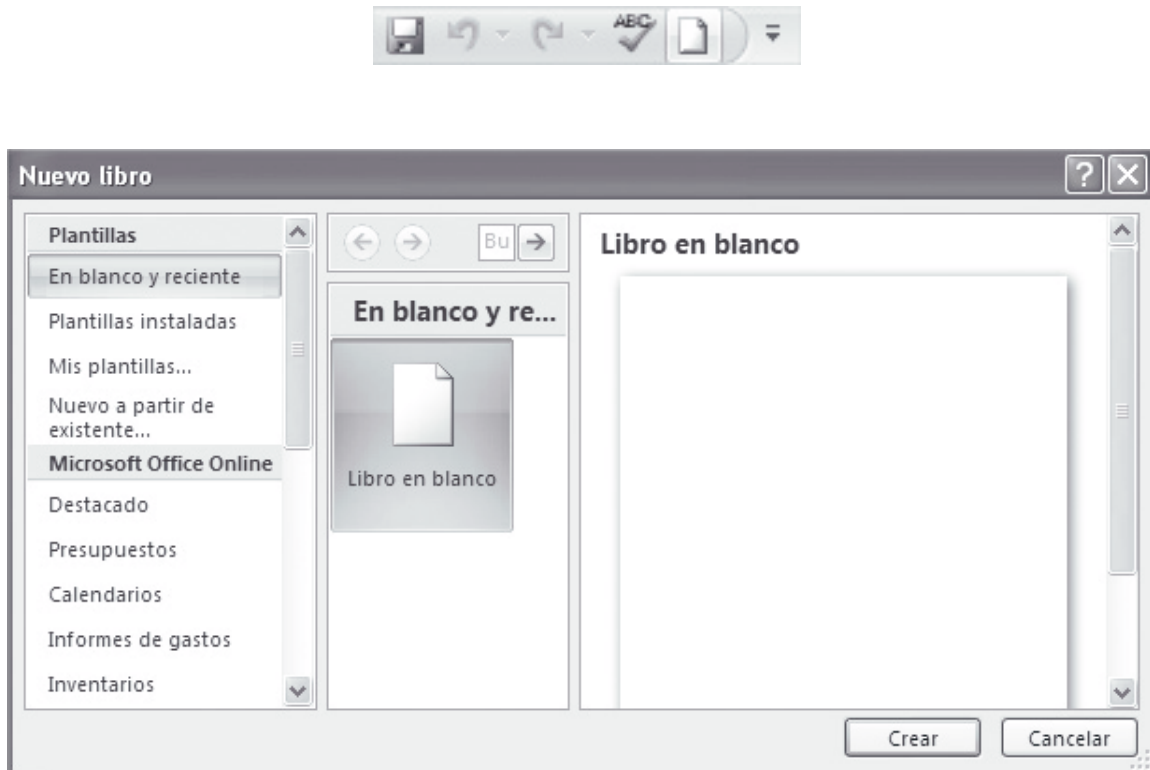 ABC
Nuevo libro
Plantillas
En blanco y reciente
Plantillas instaladas
Mis plantillas...
Nuevo a partir de
existente...
Microsoft Office Online
Destacado
Presupuestos
Calendarios
Informes de gastos
Inventarios
Bu
En blanco y re...
Libro en blanco
Libro en blanco
Crear
Cancelar